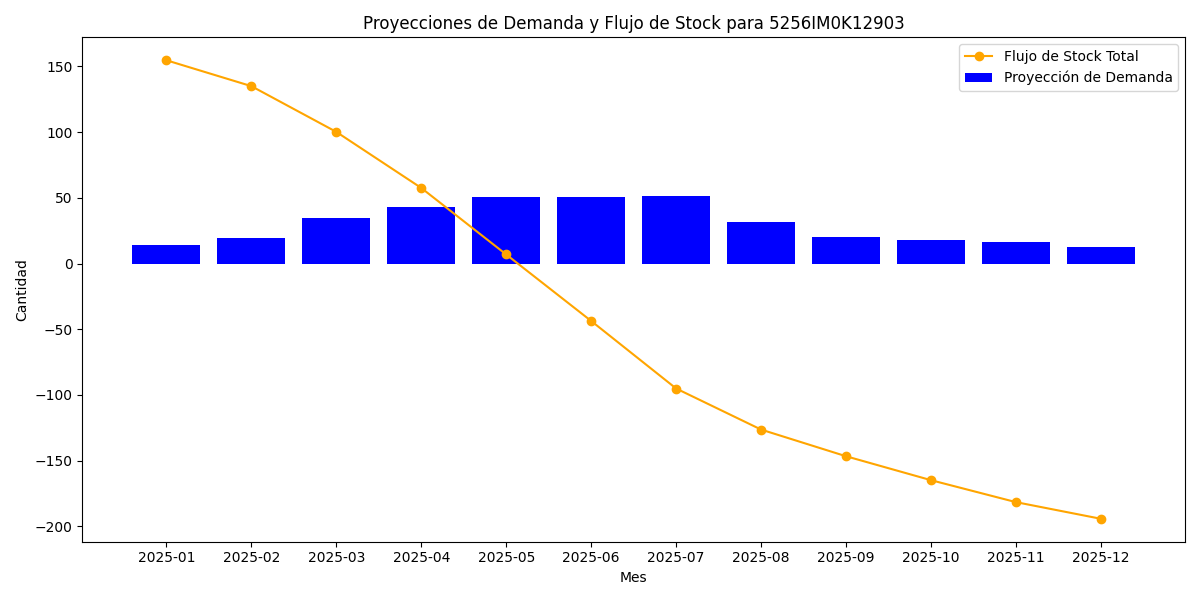 Proyecciones de Demanda y Flujo de Stock para 5256IM0K12903
Flujo de Stock Total
Proyección de Demanda
Cantidad
150
100
50
0
−50
−100
−150
−200
2025-01 2025-02 2025-03 2025-04 2025-05 2025-06 2025-07 2025-08 2025-09 2025-10 2025-11 2025-12
Mes